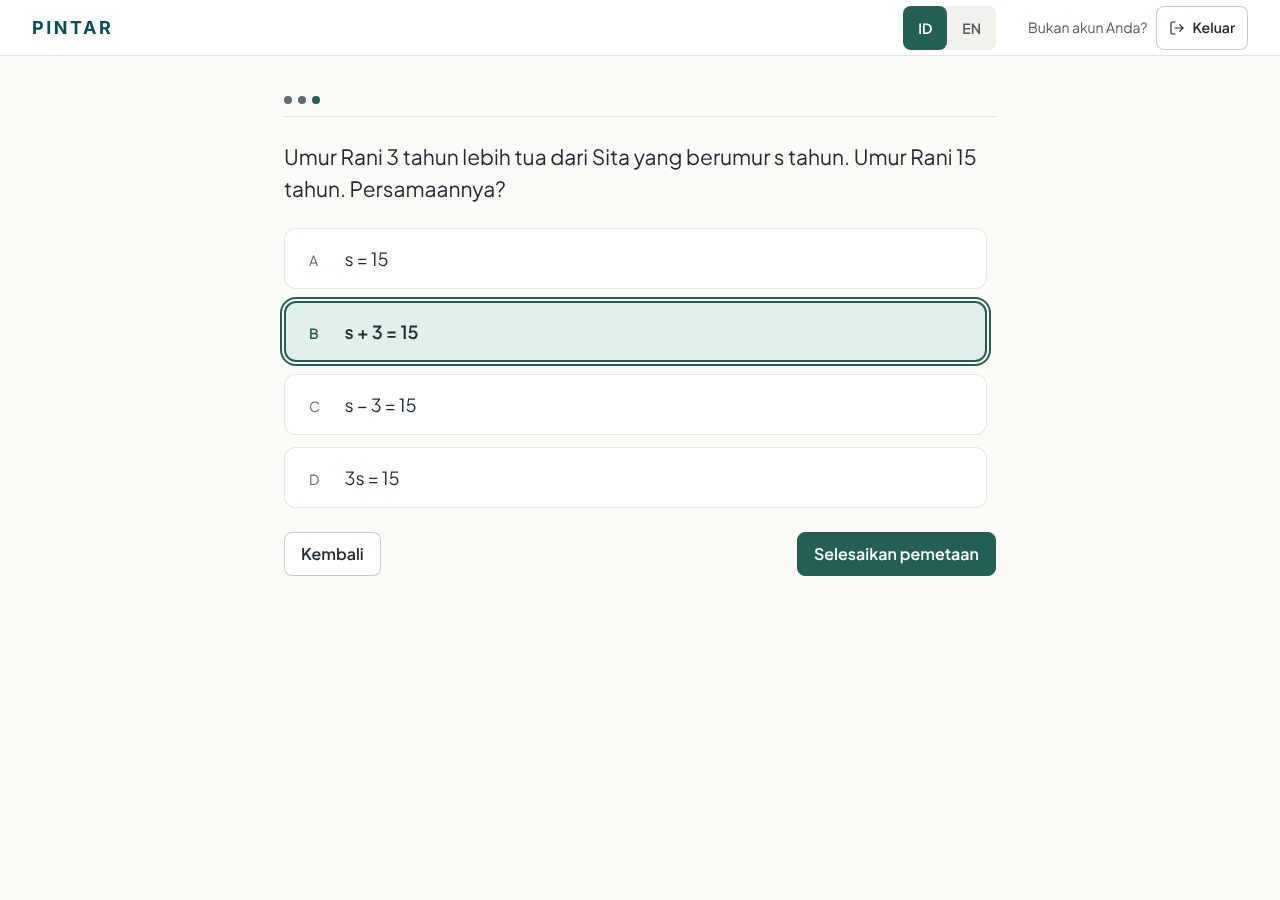 PINTAR
ID EN Bukan akun Anda? Keluar
Umur Rani 3 tahun lebih tua dari Sita yang berumur s tahun. Umur Rani 15
tahun. Persamaannya?
A s = 15
B s + 3 = 15
C s – 3 = 15
D 3s = 15
Kembali Selesaikan pemetaan